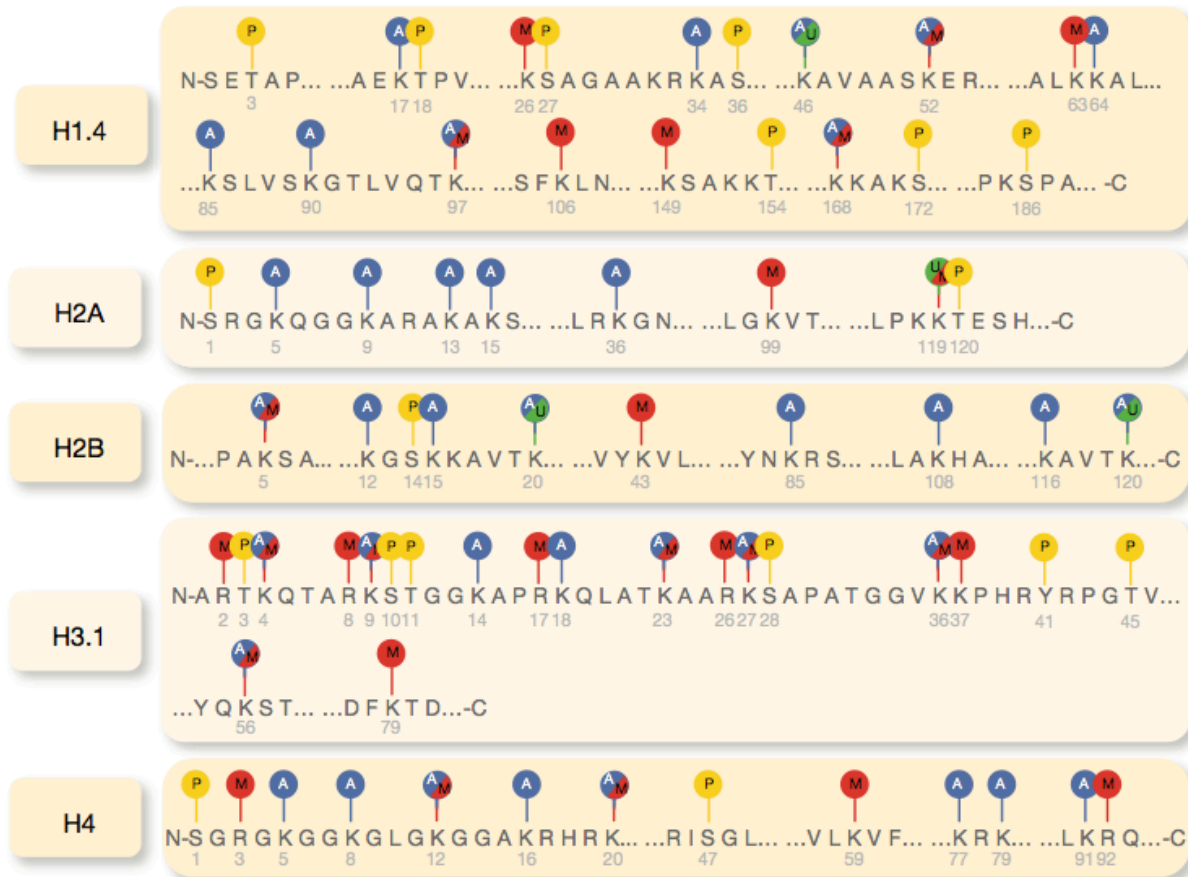 P A P M P A P A U A M M A
H1.4
N-SETAP... ...AEKTPV... ...KSAGAAKRKAS... ...KAVAASKER... ...ALKKAL...
3 17 18 26 27 34 36 46 52 63 64
A A A M M M P A M P P
...KSLVSKGTLVQTK... ...SFKLN... ...KSAKKT... ...KKAKS... ...PKSPA... -C
85 90 97 106 149 154 168 172 186
P A A A A A M U M P
H2A
N-SRGKQGGKARAKAKS... ...LRKGN... ...LGKVT... ...LPKKTESH...-C
1 5 9 13 15 36 99 119 120
A M A P A A U M A A A A U
H2B
N-...PAKSA... ...KGSKKAVTK... ...VYKVL... ...YNKRS... ...LAKHA... ...KAVTK...-C
5 12 14 15 20 43 85 108 116 120
M P A M M A M P P A M A A M M A M P A M M P P
H3.1
N-ARTKQTARKSTGGKAPRKQLATKAARKSAPATGGVKKPHRYRPGTV...
2 3 4 8 9 10 11 14 17 18 23 26 27 28 36 37 41 45
A M M
...YQKST... ...DFKTD...-C
56 79
P M A A A M A A M P M A A A M
H4
N-SGRGKGGKGLGKGGAKRHRK... ...RISGL... ...VLKVF... ...KRK... ...LKRQ...-C
1 3 5 8 12 16 20 47 59 77 79 91 92